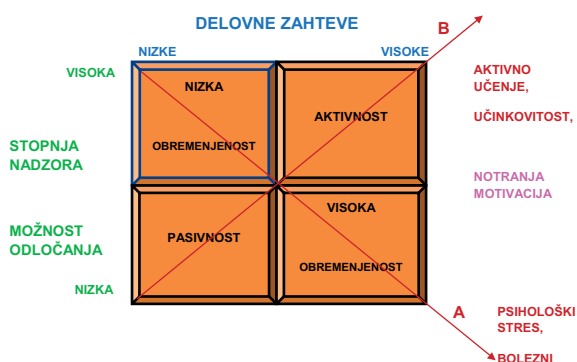 DELOVNE ZAHTEVE
B
NIZKE
VISOKE
VISOKA
AKTIVNO
UČENJE,
UČINKOVITOST,
NIZKA
OBREMENJENOST
AKTIVNOST
STOPNJA
NADZORA
NOTRANJA
MOTIVACIJA
MOŽNOST
ODLOČANJA
PASIVNOST
VISOKA
OBREMENJENOST
NIZKA
A
PSIHOLOŠKI
STRES,
BOLEZNI